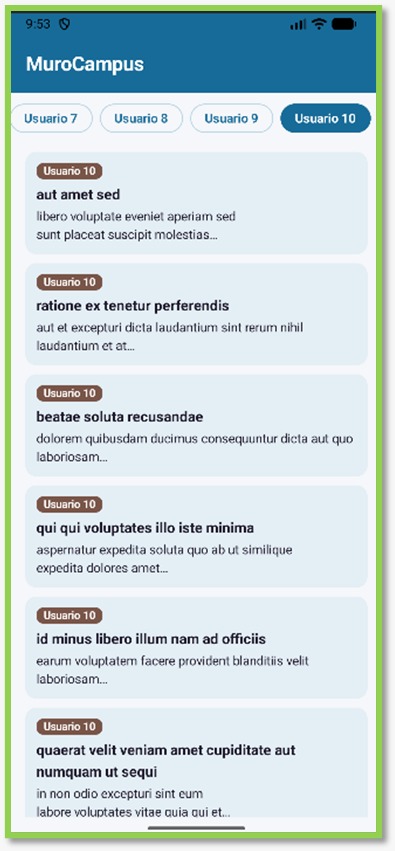 9:53
MuroCampus
Usuario 7 Usuario 8 Usuario 9 Usuario 10
Usuario 10
aut amet sed
libero voluptate eveniet aperiam sed
sunt placeat suscipit molestias...
Usuario 10
ratione ex tenetur perferendis
aut et excepturi dicta laudantium sint rerum nihil
laudantium et at...
Usuario 10
beatae soluta recusandae
dolorem quibusdam ducimus consequuntur dicta aut quo
laboriosam...
Usuario 10
qui qui voluptates illo iste minima
aspernatur expedita soluta quo ab ut similique
expedita dolores amet...
Usuario 10
id minus libero illum nam ad officiis
earum voluptatem facere provident blanditiis velit
laboriosam...
Usuario 10
quaerat velit veniam amet cupiditate aut
numquam ut sequi
in non odio excepturi sint eum
labore voluptates vitae quia qui et...